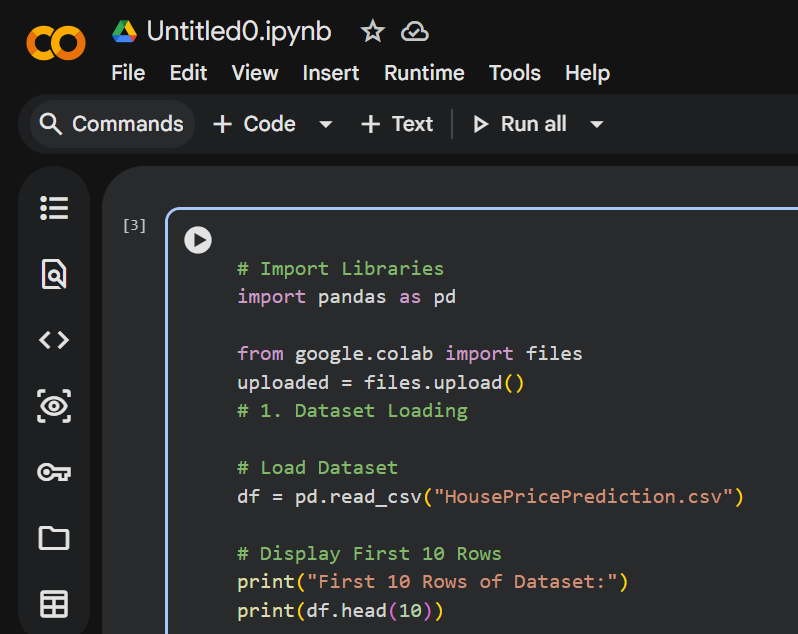 Untitled0.ipynb
File Edit View Insert Runtime Tools Help
Commands + Code + Text Run all
[3]
# Import Libraries
import pandas as pd
from google.colab import files
uploaded = files.upload()
# 1. Dataset Loading
# Load Dataset
df = pd.read_csv("HousePricePrediction.csv")
# Display First 10 Rows
print("First 10 Rows of Dataset:")
print(df.head(10))